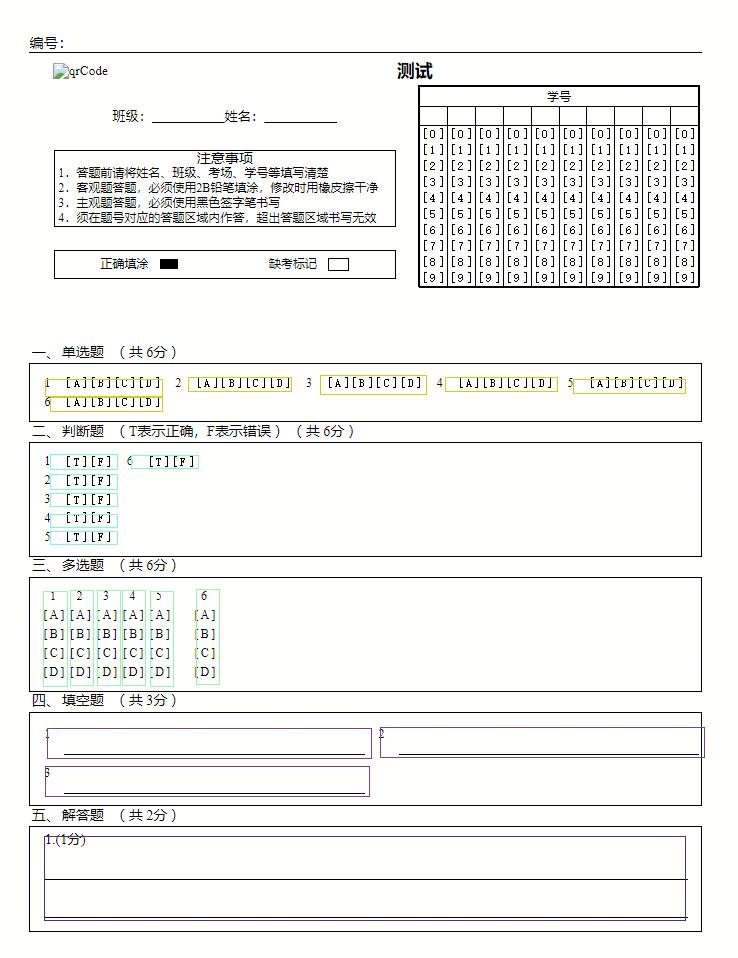 编号：
qrCode
测试
班级：__________姓名：__________
学号
注意事项
1．答题前请将姓名、班级、考场、学号等填写清楚
2．客观题答题，必须使用2B铅笔填涂，修改时用橡皮擦干净
3．主观题答题，必须使用黑色签字笔书写
4．须在题号对应的答题区域内作答，超出答题区域书写无效
正确填涂 缺考标记
[0] [0] [0] [0] [0] [0] [0] [0] [0] [0]
[1] [1] [1] [1] [1] [1] [1] [1] [1] [1]
[2] [2] [2] [2] [2] [2] [2] [2] [2] [2]
[3] [3] [3] [3] [3] [3] [3] [3] [3] [3]
[4] [4] [4] [4] [4] [4] [4] [4] [4] [4]
[5] [5] [5] [5] [5] [5] [5] [5] [5] [5]
[6] [6] [6] [6] [6] [6] [6] [6] [6] [6]
[7] [7] [7] [7] [7] [7] [7] [7] [7] [7]
[8] [8] [8] [8] [8] [8] [8] [8] [8] [8]
[9] [9] [9] [9] [9] [9] [9] [9] [9] [9]
一、单选题 （共 6分）
1 [A][B][C][D] 2 [A][B][C][D] 3 [A][B][C][D] 4 [A][B][C][D] 5 [A][B][C][D]
6 [A][B][C][D]
二、判断题 （T表示正确，F表示错误）（共 6分）
1 [T][F] 6 [T][F]
2 [T][F]
3 [T][F]
4 [T][F]
5 [T][F]
三、多选题 （共 6分）
1 2 3 4 5 6
[A] [A] [A] [A] [A] [A]
[B] [B] [B] [B] [B] [B]
[C] [C] [C] [C] [C] [C]
[D] [D] [D] [D] [D] [D]
四、填空题 （共 3分）
1 2
3
五、解答题 （共 2分）
1.(1分)